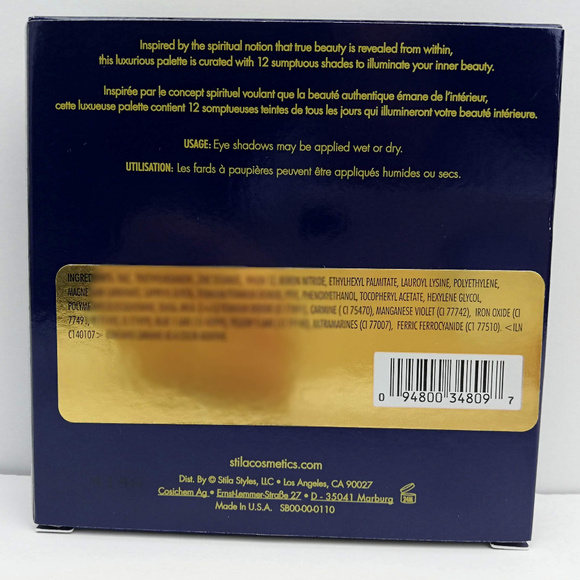 Inspired by the spiritual notion that true beauty is revealed from within,
this luxurious palette is curated with 12 sumptuous shades to illuminate your inner beauty.
Inspirée par le concept spirituel voulant que la beauté authentique émane de l'intérieur,
cette luxueuse palette contient 12 somptueuses teintes de tous les jours qui illumineront votre beauté intérieure.
USAGE: Eye shadows may be applied wet or dry.
UTILISATION: Les fards à paupières peuvent être appliqués humides ou secs.
BORON NITRIDE, ETHYLHEXYL PALMITATE, LAUROYL LYSINE, POLYETHYLENE,
PHENOXYETHANOL, TOCOPHERYL ACETATE, HEXYLENE GLYCOL,
CARMINE ( CI 75470), MANGANESE VIOLET (CI 77742), IRON OXIDE (CI
77491, ULTRAMARINES (CI 77007), FERRIC FERROCYANIDE (CI 77510). <ILN
C140107>
0 94800 34809 7
stilacosmetics.com
Dist. By © Stila Styles, LLC • Los Angeles, CA 90027
Cosichem Ag • Ernst-Lemmer-Straße 27 • D - 35041 Marburg
24M
Made In U.S.A. SB00-00-0110